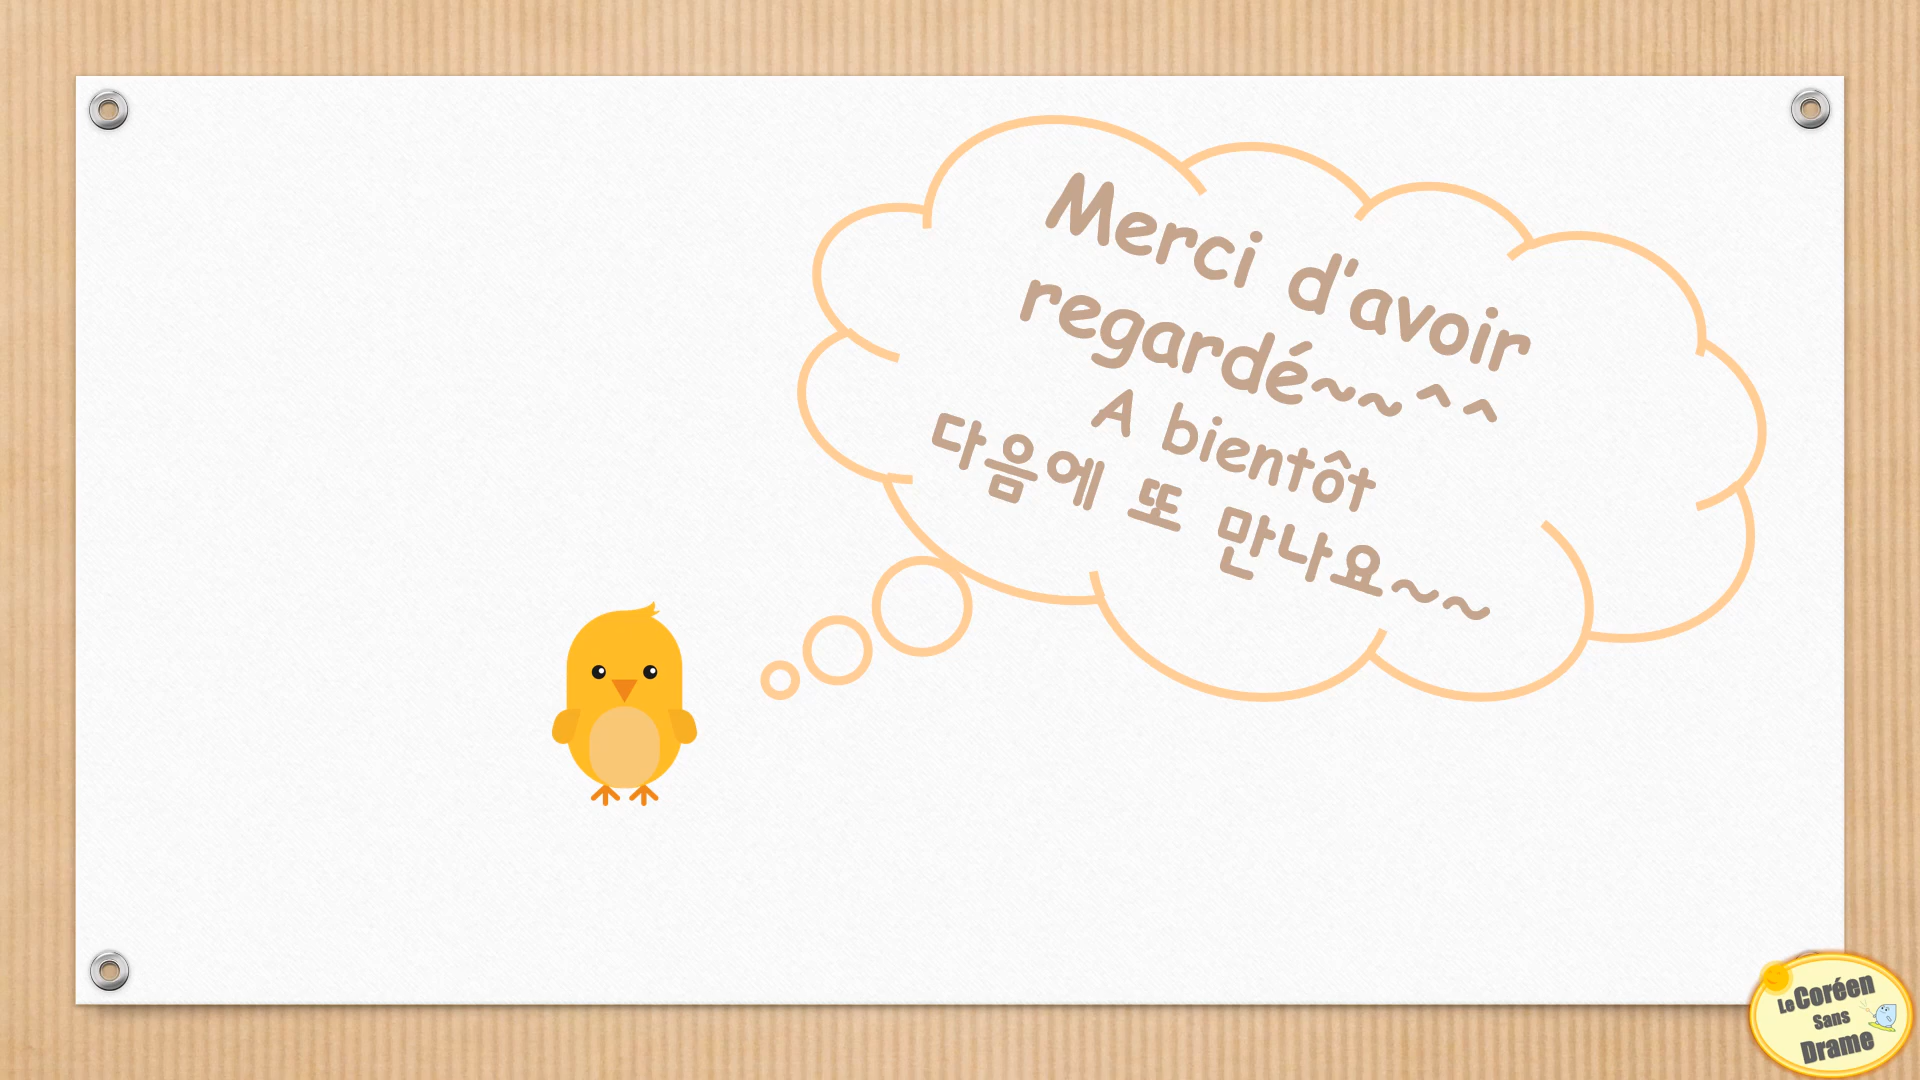 Merci d'avoir
regardé~~^^
A bientôt
다음에 또 만나요~~
Le Coréen
Sans
Drame